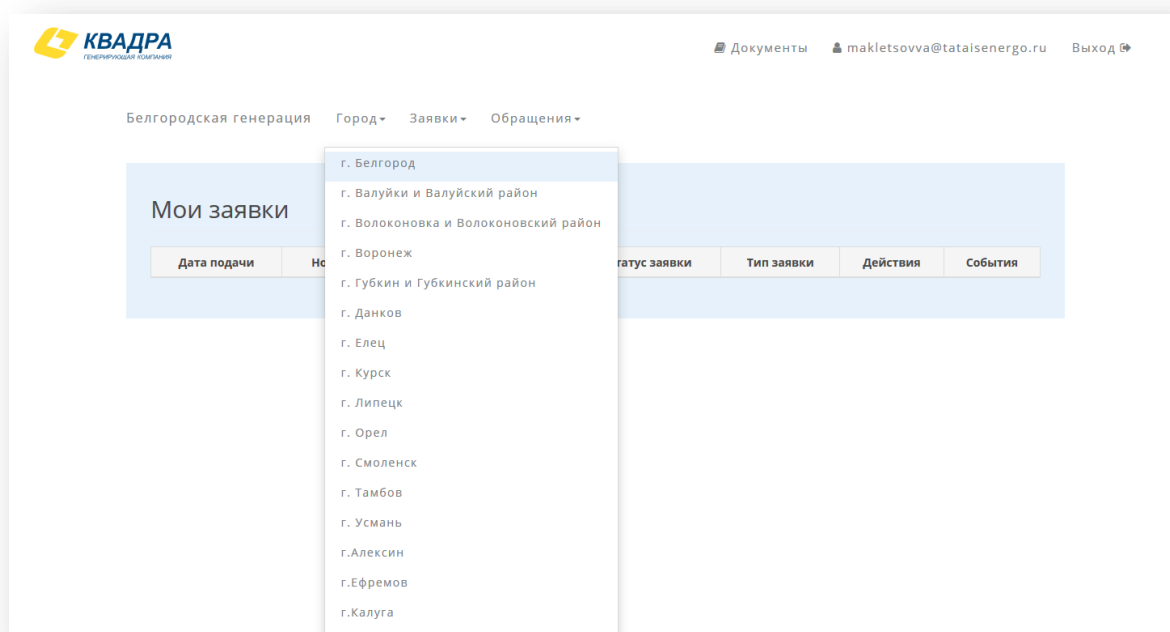 КВАДРА
ГЕНЕРИРУЮЩАЯ КОМПАНИЯ
Документы makletsovva@tataisenergo.ru Выход
Белгородская генерация Город Заявки Обращения
г. Белгород
г. Валуйки и Валуйский район
Мои заявки
г. Волоконовка и Волоконовский район
г. Воронеж
Дата подачи Но татус заявки Тип заявки Действия События
г. Губкин и Губкинский район
г. Данков
г. Елец
г. Курск
г. Липецк
г. Орел
г. Смоленск
г. Тамбов
г. Усмань
г.Алексин
г.Ефремов
г.Калуга